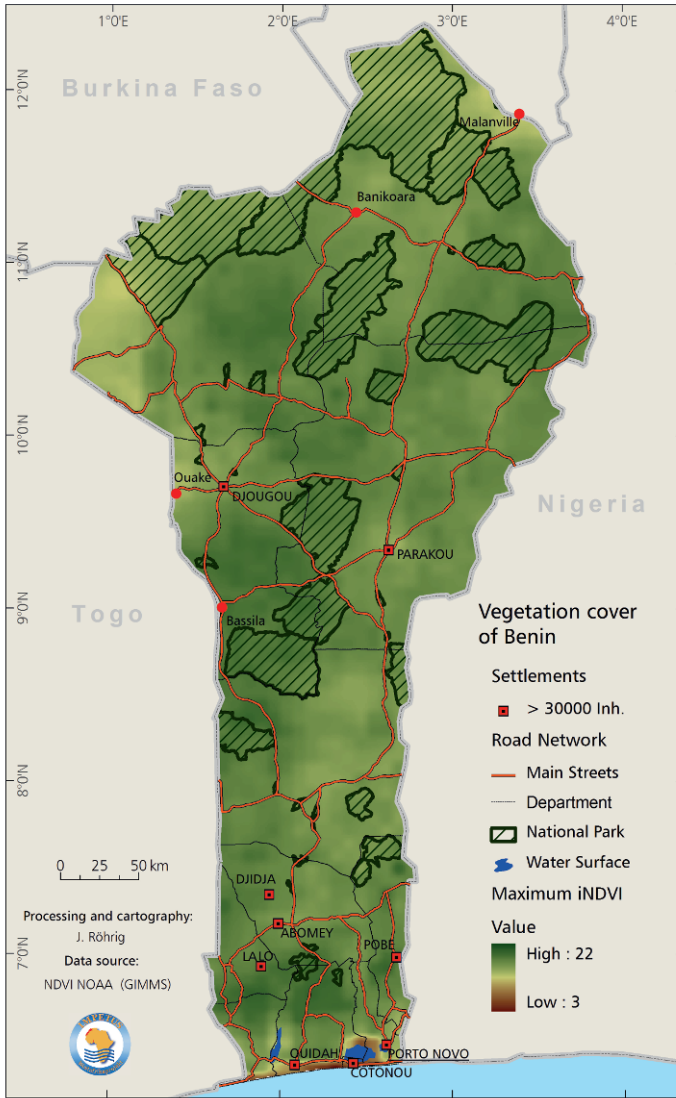 1°0'E
2°0'E
3°0'E
4°0'E
12°0'N
11°0'N
10°0'N
9°0'N
8°0'N
7°0'N
Burkina Faso
Malanville
Banikoara
Ouake
DJOUGOU
Nigeria
PARAKOU
Togo
Bassila
DJIDJA
ABOMEY
LALO
POBE
OUIDAH
PORTO NOVO
COTONOU
Vegetation cover
of Benin
Settlements
> 30000 Inh.
Road Network
Main Streets
Department
National Park
Water Surface
Maximum iNDVI
Value
High : 22
Low : 3
0 25 50 km
Processing and cartography:
J. Röhrig
Data source:
NDVI NOAA (GIMMS)
IMPETUS